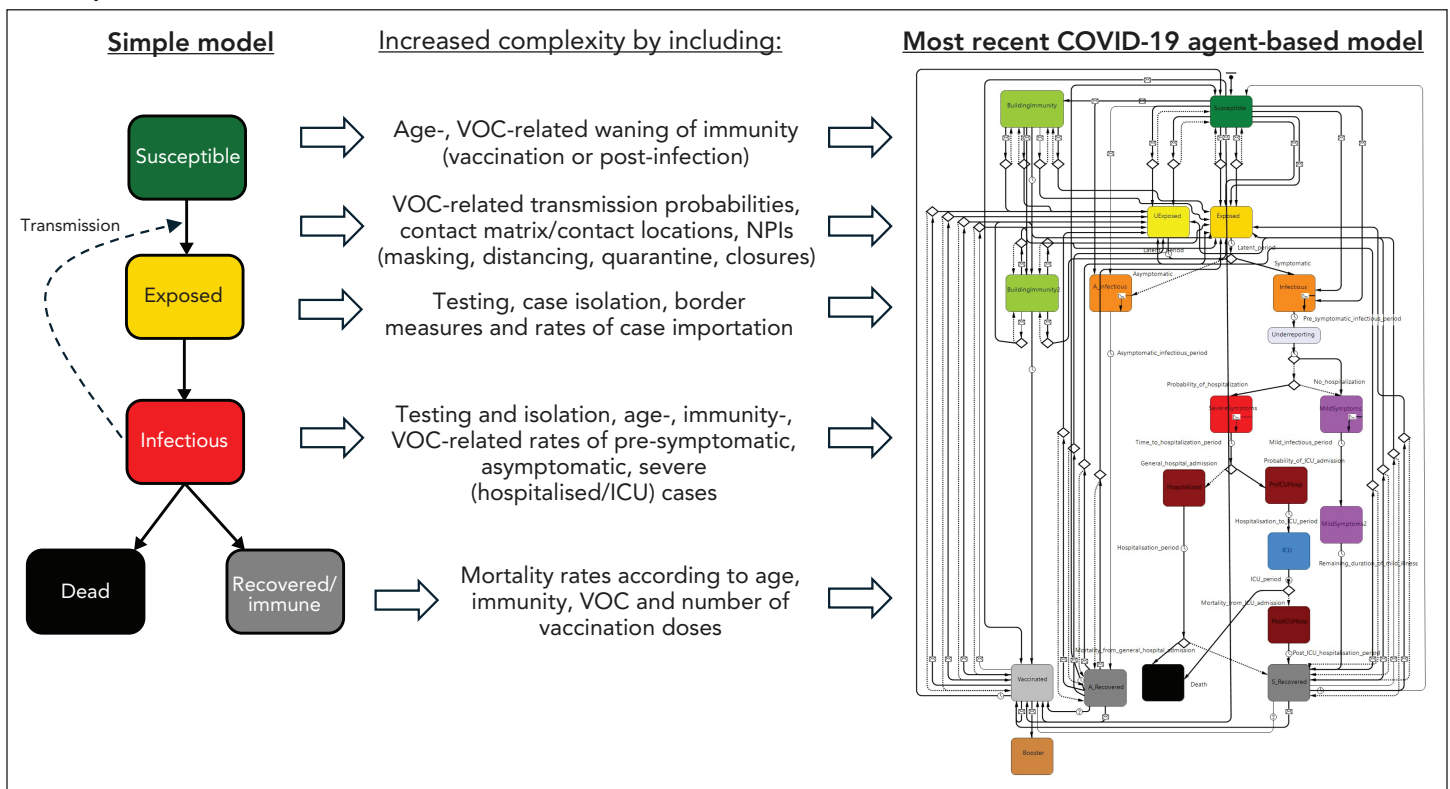 Simple model
Increased complexity by including:
Most recent COVID-19 agent-based model
Susceptible
Transmission
Exposed
Infectious
Dead
Recovered/
immune
Age-, VOC-related waning of immunity
(vaccination or post-infection)
VOC-related transmission probabilities,
contact matrix/contact locations, NPIs
(masking, distancing, quarantine, closures)
Testing, case isolation, border
measures and rates of case importation
Testing and isolation, age-, immunity-,
VOC-related rates of pre-symptomatic,
asymptomatic, severe
(hospitalised/ICU) cases
Mortality rates according to age,
immunity, VOC and number of
vaccination doses
BuildingImmunity
Susceptible
UExposed
Exposed
Latent_period
Latent_period
Symptomatic
Asymptomatic
BuildingImmunity2
A_Infectious
Infectious
Pre_symptomatic_infectious_period
Underreporting
Asymptomatic_infectious_period
Probability_of_hospitalization
No_hospitalization
SevereSymptoms
MildSymptoms
Time_to_hospitalization_period
Mild_infectious_period
General_hospital_admission
Probability_of_ICU_admission
Hospitalized
PreICUHosp
Hospitalisation_to_ICU_period
MildSymptoms2
Hospitalisation_period
ICU
Remaining_duration_of_mild_illness
ICU_period
Mortality_from_ICU_admission
PostICUHosp
Mortality_from_general_hospital_admission
Post_ICU_hospitalisation_period
Vaccinated
A_Recovered
Death
S_Recovered
Booster